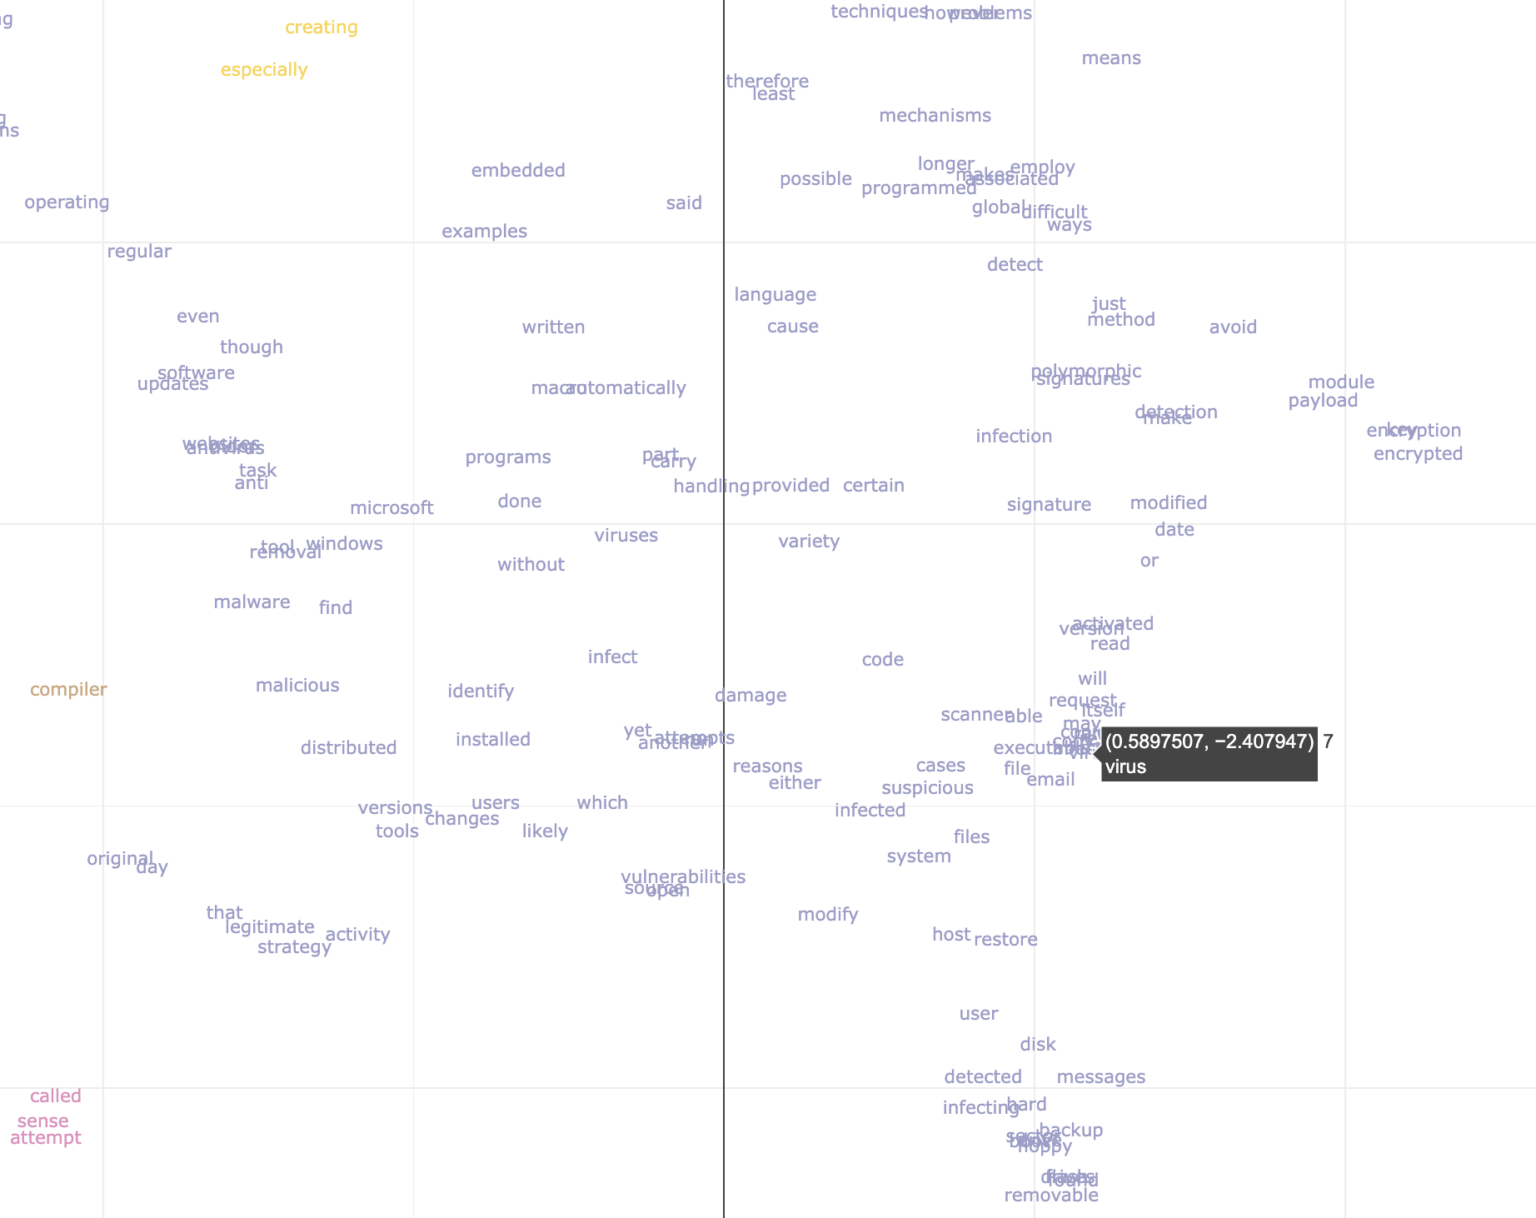 g
creating
techniques
however
problems
means
especially
therefore
least
mechanisms
ns
longer
employ
embedded
makes
associated
possible
programmed
operating
said
global
difficult
ways
examples
regular
detect
language
just
method
even
written
cause
avoid
though
software
updates
polymorphic
signatures
module
macro
automatically
payload
detection
make
key
encryption
infection
websites
antivirus
programs
part
carry
encrypted
task
anti
handling
provided
certain
microsoft
done
signature
modified
date
viruses
variety
tool
windows
removal
without
or
malware
find
activated
version
read
infect
code
malicious
identify
damage
will
compiler
request
itself
scanner
able
may
distributed
installed
yet
attempts
another
run
(0.5897507, −2.407947) 7
virus
reasons
cases
file
either
suspicious
email
versions
users
which
infected
changes
tools
likely
files
original
day
system
vulnerabilities
source
open
that
legitimate
activity
strategy
modify
host
restore
user
disk
detected
messages
called
infecting
hard
sense
attempt
sector
backup
floppy
found
removable